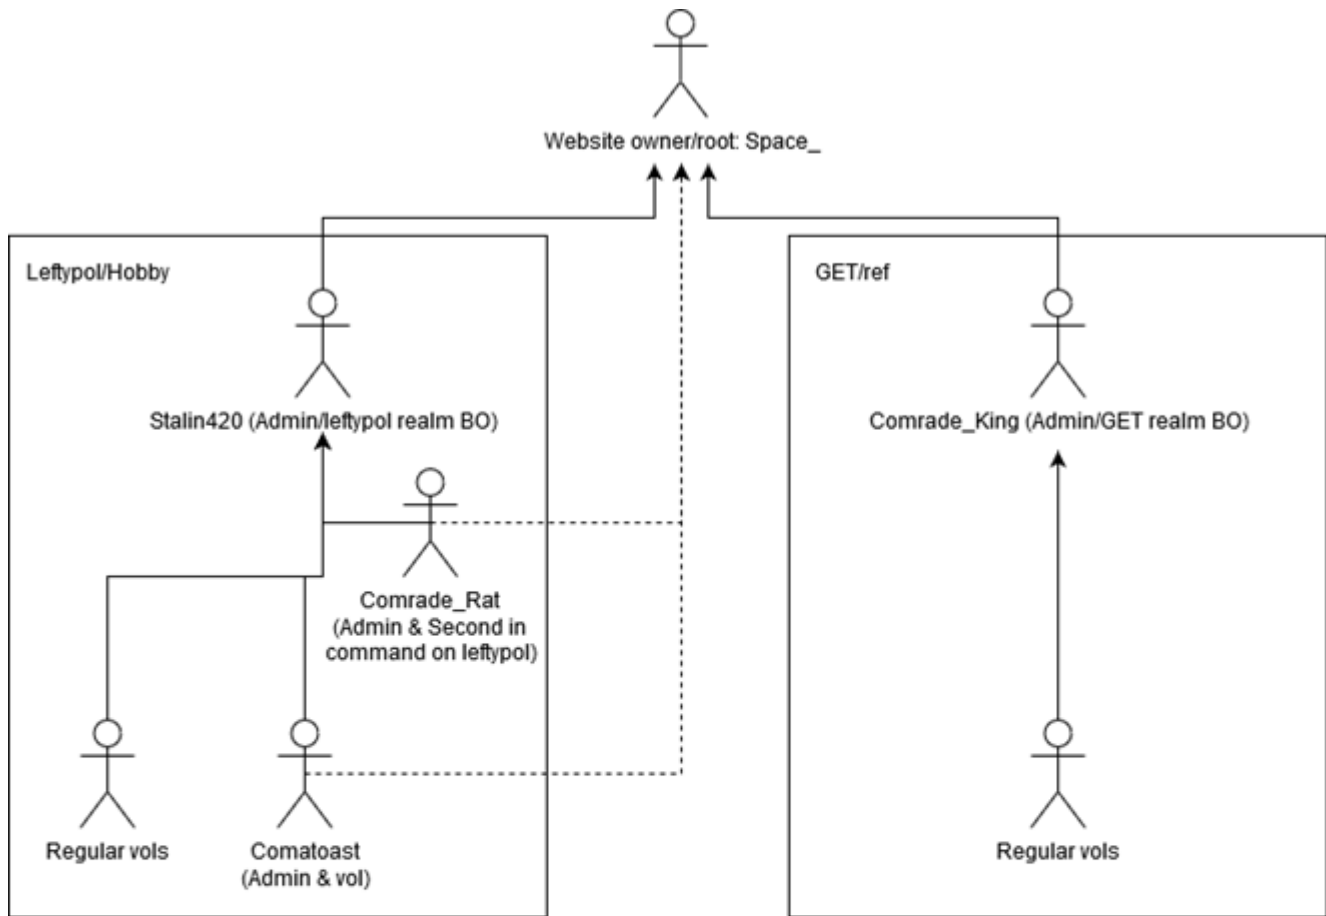 Website owner/root: Space_
Leftypol/Hobby
GET/ref
Stalin420 (Admin/leftypol realm BO)
Comrade_King (Admin/GET realm BO)
Comrade_Rat
(Admin & Second in
command on leftypol)
Regular vols
Comatoast
(Admin & vol)
Regular vols